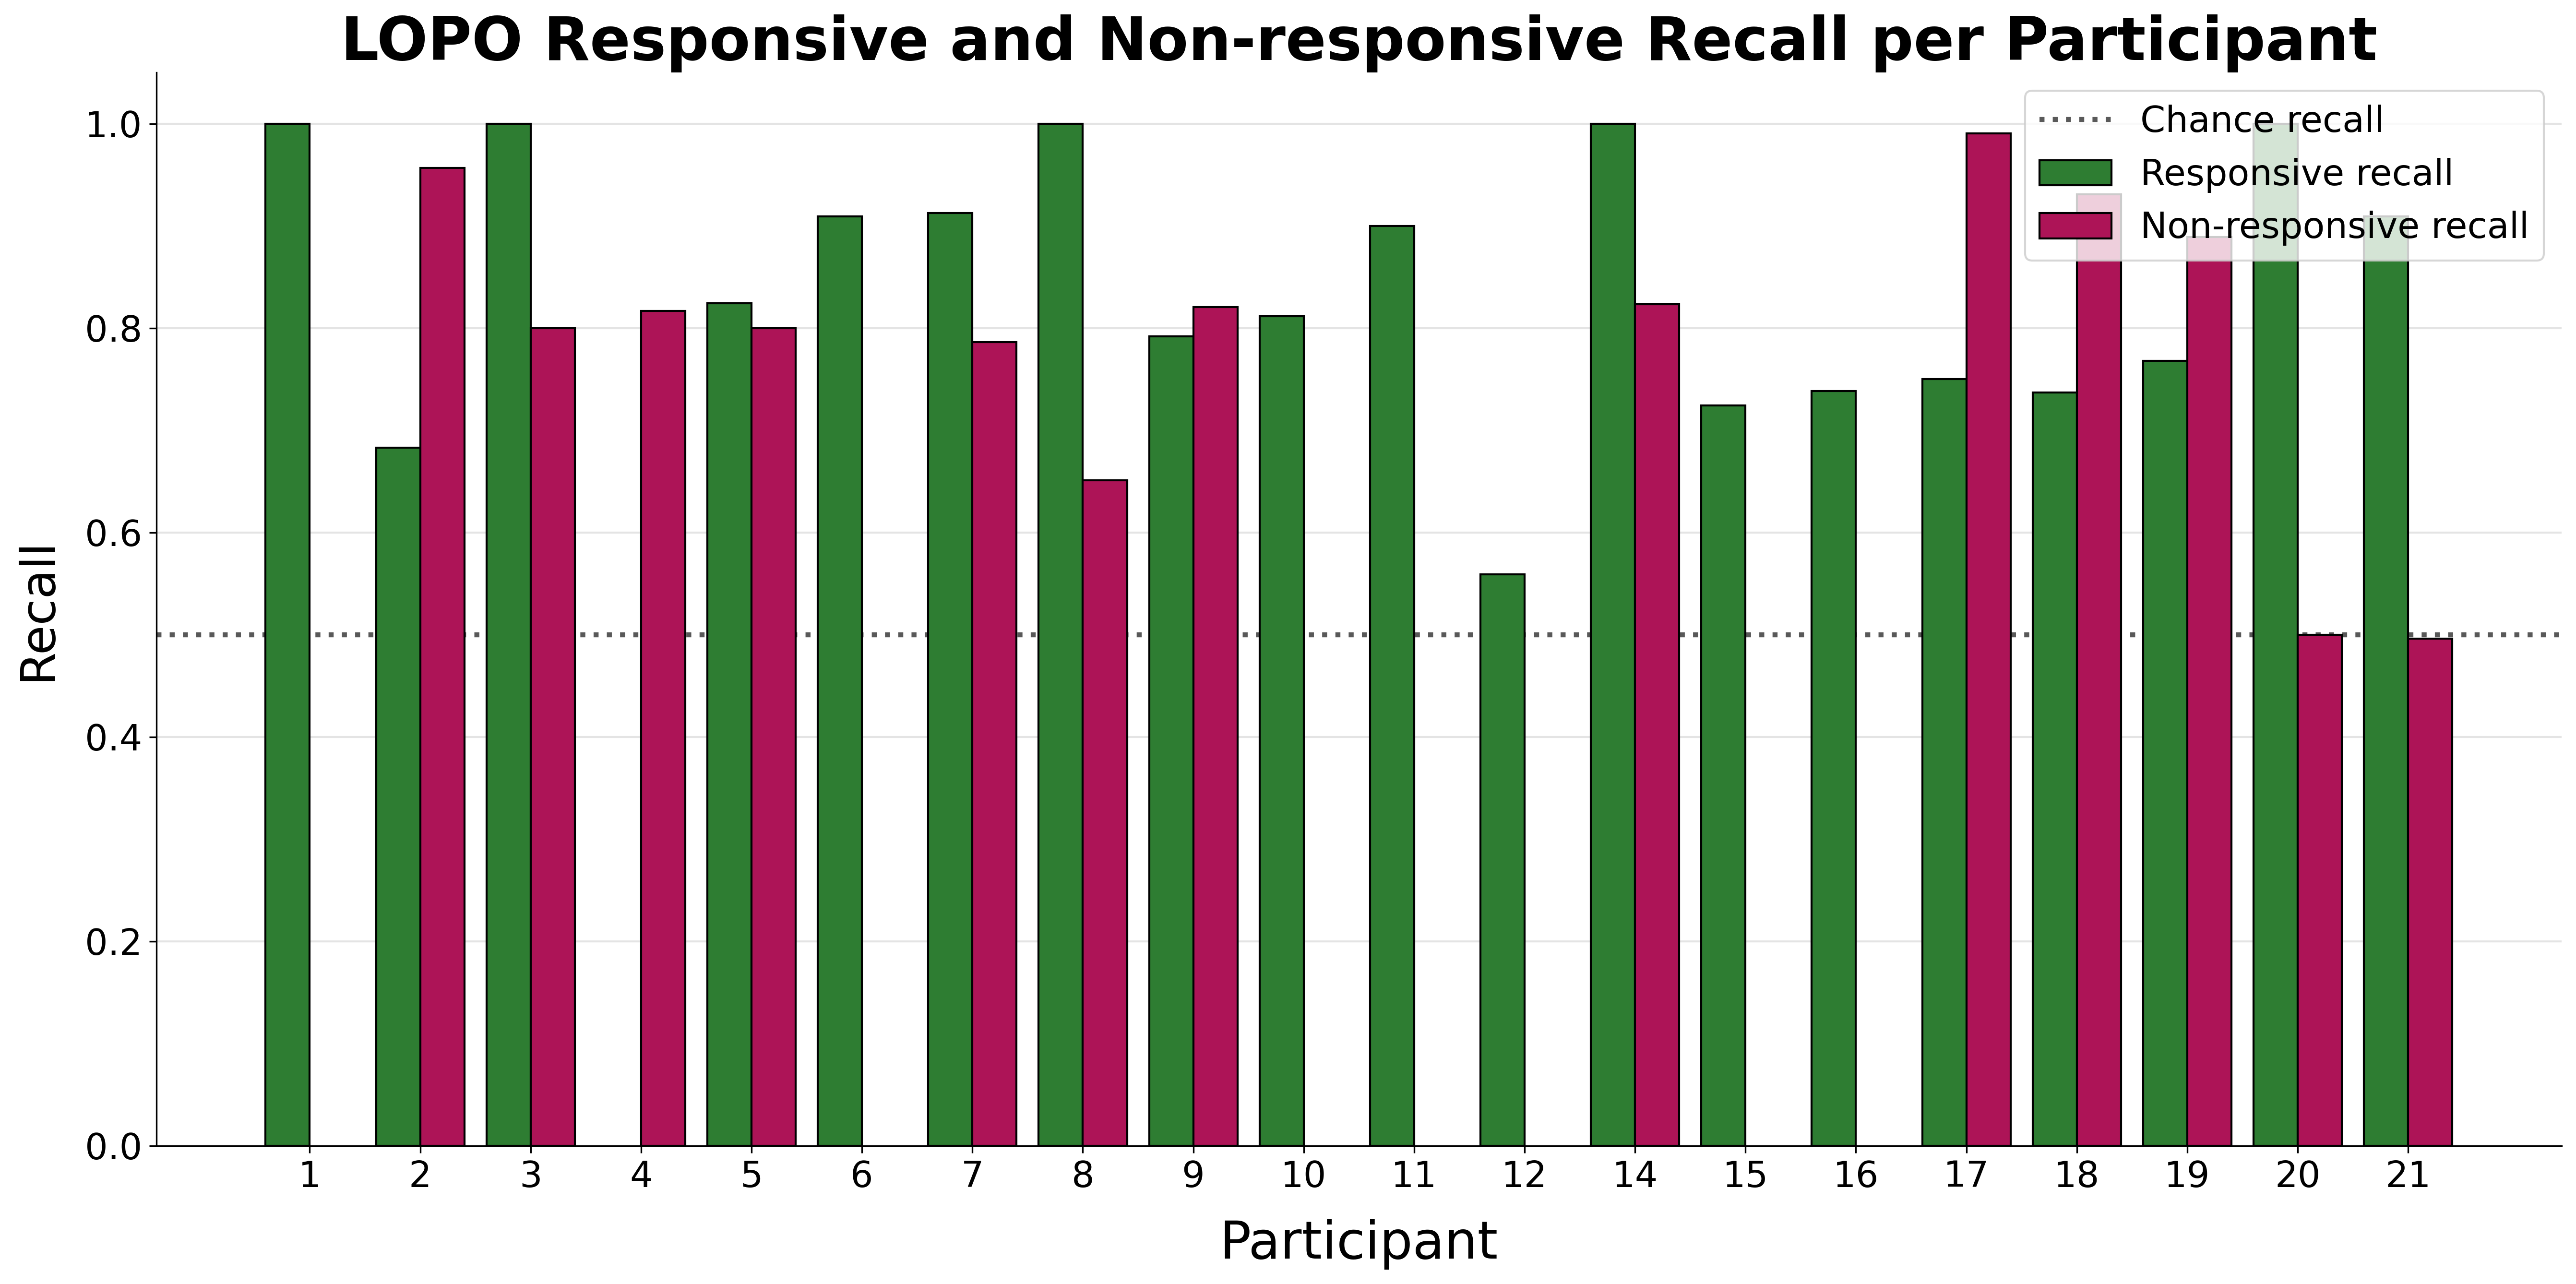 LOPO Responsive and Non-responsive Recall per Participant
Chance recall
Responsive recall
Non-responsive recall
1.0
0.8
0.6
0.4
0.2
0.0
Recall
1 2 3 4 5 6 7 8 9 10 11 12 14 15 16 17 18 19 20 21
Participant